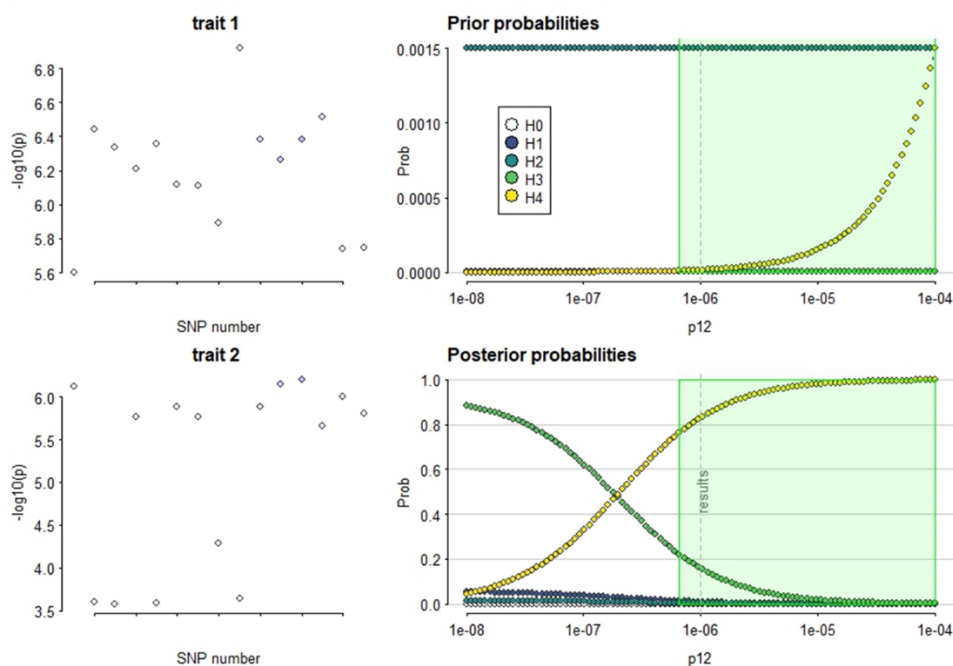 trait 1
-log10(p)
6.8
6.6
6.4
6.2
6.0
5.8
5.6
SNP number
Prior probabilities
Prob
0.0015
0.0010
0.0005
0.0000
H0
H1
H2
H3
H4
1e-08
1e-07
1e-06
1e-05
1e-04
p12
trait 2
-log10(p)
6.0
5.5
5.0
4.5
4.0
3.5
SNP number
Posterior probabilities
Prob
1.0
0.8
0.6
0.4
0.2
0.0
results
1e-08
1e-07
1e-06
1e-05
1e-04
p12